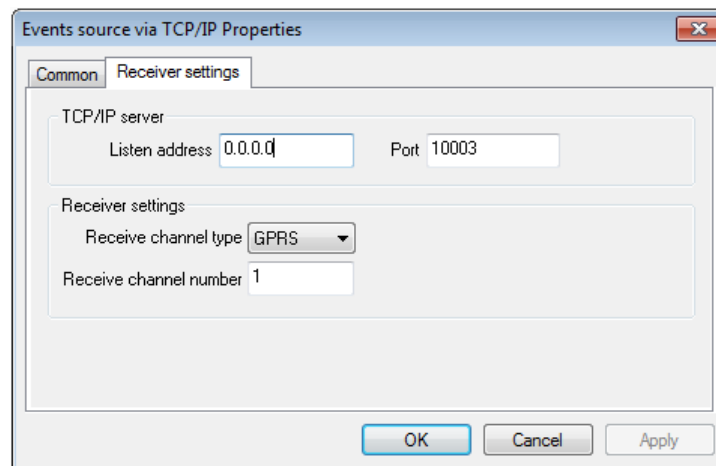 Events source via TCP/IP Properties
Common Receiver settings
TCP/IP server
Listen address 0.0.0.0 Port 10003
Receiver settings
Receive channel type GPRS
Receive channel number 1
OK Cancel Apply